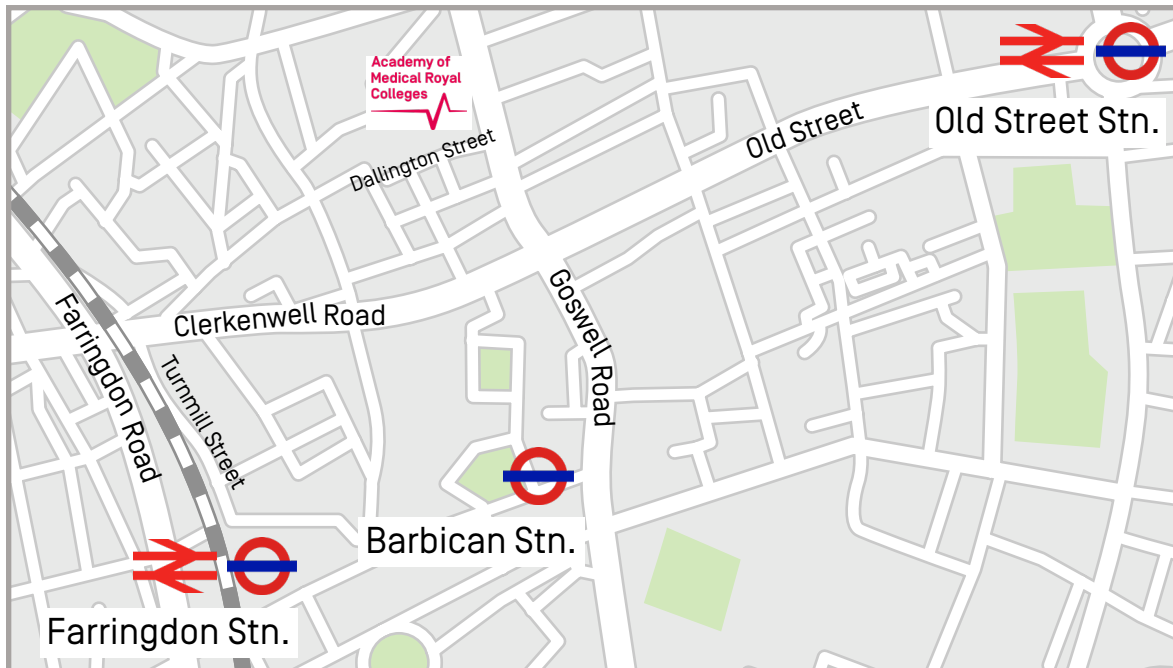 Academy of
Medical Royal
Colleges
Old Street Stn.
Old Street
Dallington Street
Goswell Road
Clerkenwell Road
Farringdon Road
Turnmill Street
Barbican Stn.
Farringdon Stn.